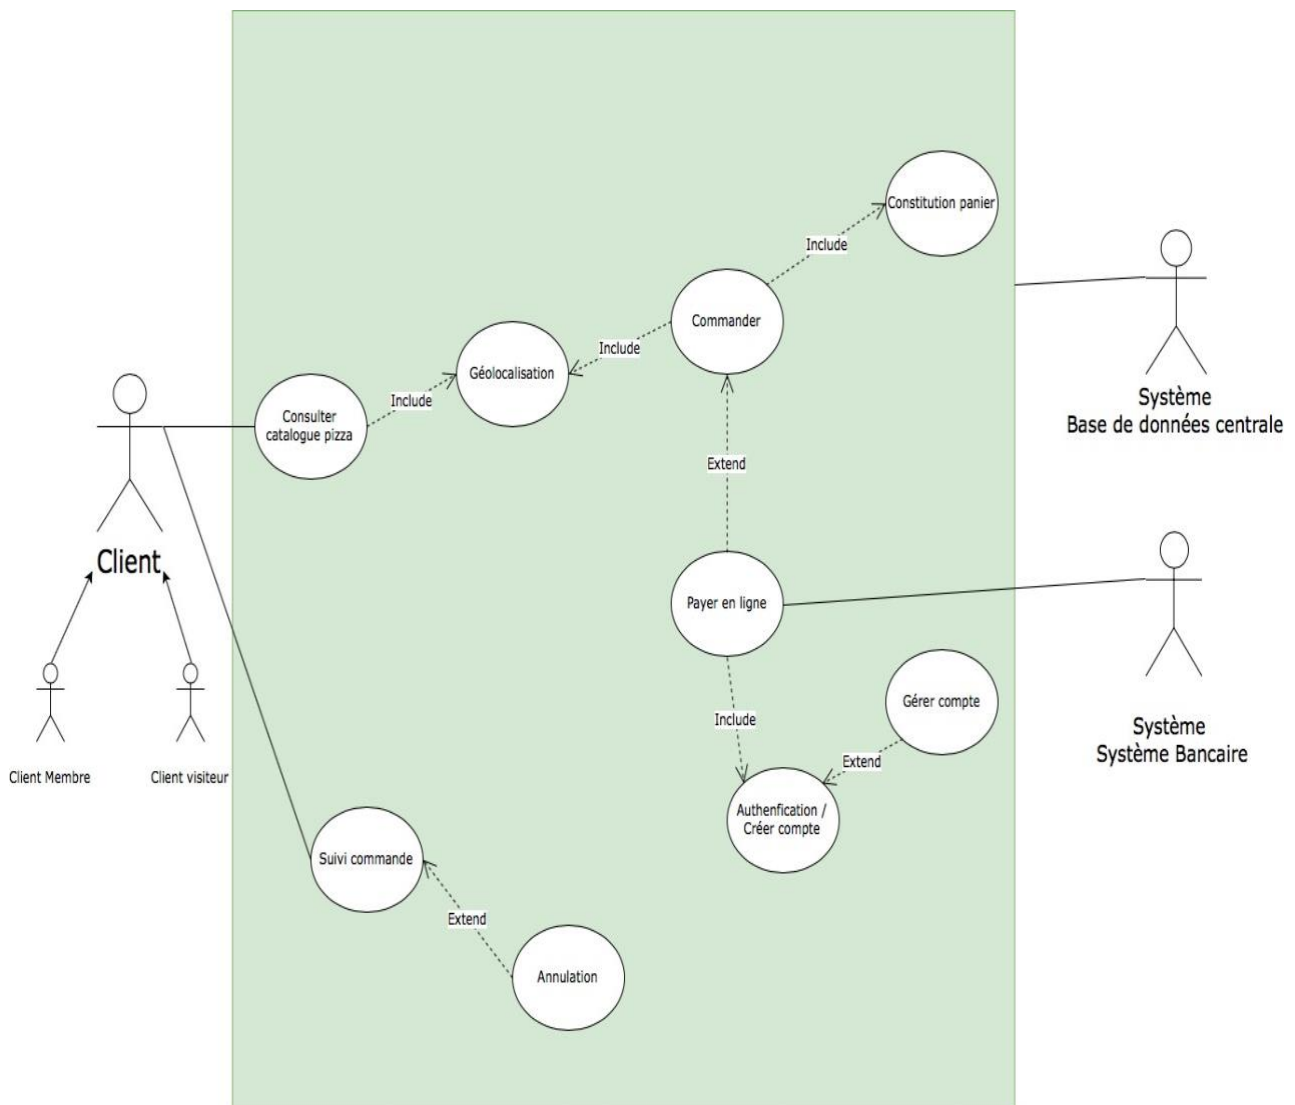 Constitution panier
Include
Commander
Include
Géolocalisation
Include
Consulter
catalogue pizza
Système
Base de données centrale
Extend
Client
Payer en ligne
Client Membre
Client visiteur
Gérer compte
Include
Système
Système Bancaire
Extend
Authenfication /
Créer compte
Suivi commande
Extend
Annulation